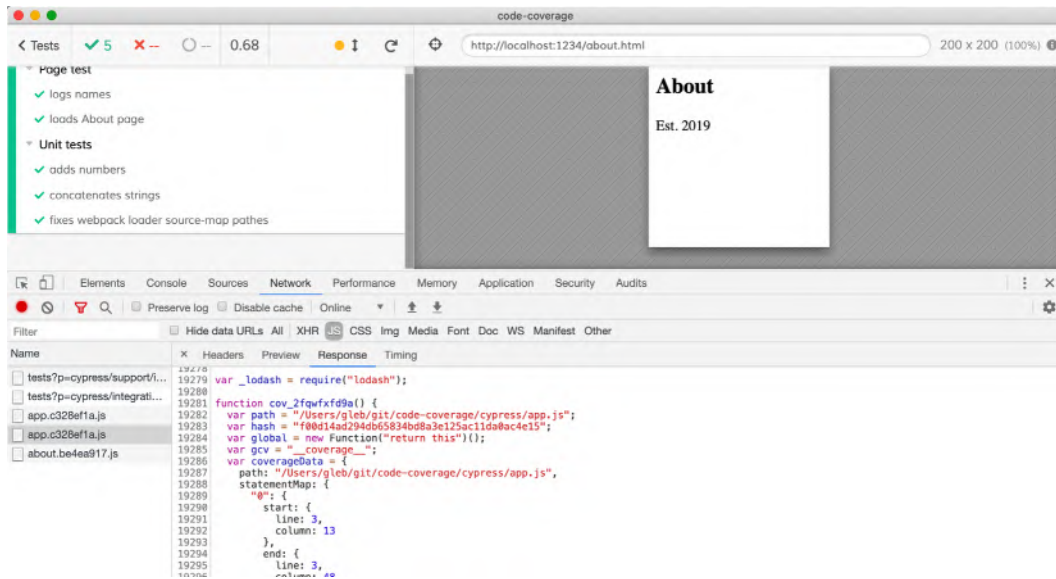 code-coverage
Tests 5 -- -- 0.68 http://localhost:1234/about.html 200 x 200 (100%)
Page test
logs names
loads About page
Unit tests
adds numbers
concatenates strings
fixes webpack loader source-map pathes
About
Est. 2019
Elements Console Sources Network Performance Memory Application Security Audits
Preserve log Disable cache Online
Filter Hide data URLs All XHR JS CSS Img Media Font Doc WS Manifest Other
Name × Headers Preview Response Timing
tests?p=cypress/support/i...
tests?p=cypress/integrati...
app.c328ef1a.js
app.c328ef1a.js
about.be4ea917.js
19278
19279 var _lodash = require("lodash");
19280
19281 function cov_2fqwfxfd9a() {
19282 var path = "/Users/gleb/git/code-coverage/cypress/app.js";
19283 var hash = "f00d14ad294db65834bd8a3e125ac11da0ac4e15";
19284 var global = new Function("return this")();
19285 var gcv = "__coverage__";
19286 var coverageData = {
19287 path: "/Users/gleb/git/code-coverage/cypress/app.js",
19288 statementMap: {
19289 "0": {
19290 start: {
19291 line: 3,
19292 column: 13
19293 },
19294 end: {
19295 line: 3,
19296 column: 48